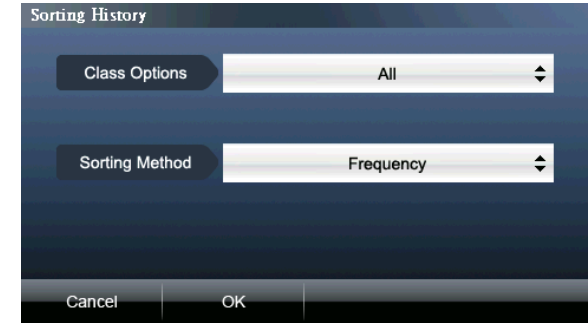 Sorting History
Class Options All
Sorting Method Frequency
Cancel OK